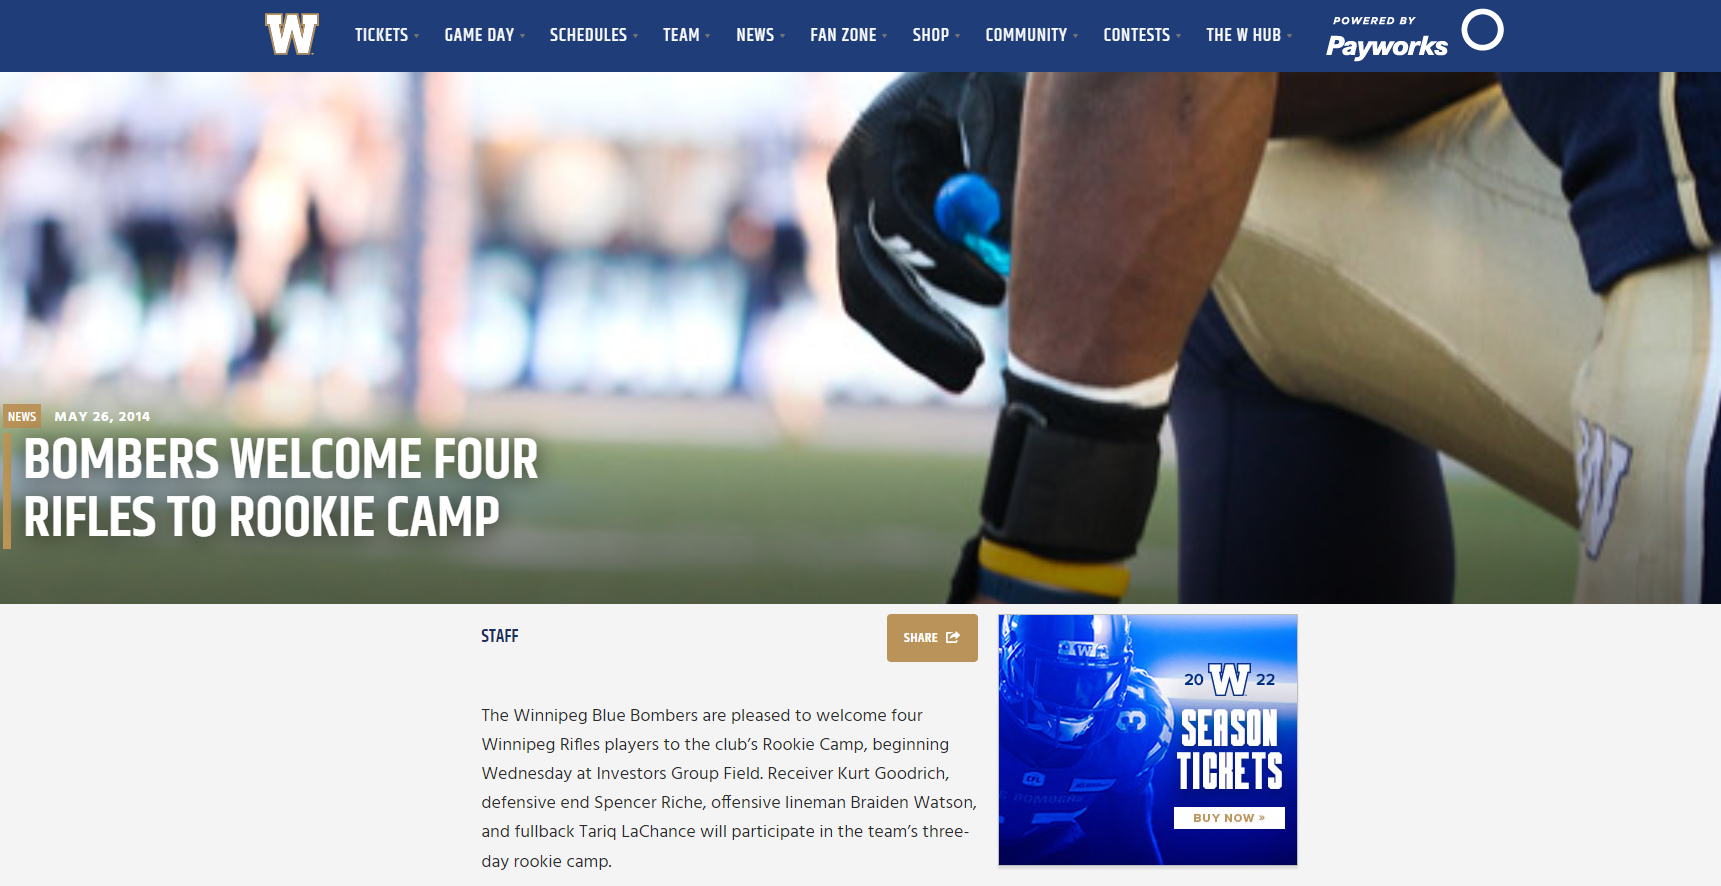 W
TICKETS GAME DAY SCHEDULES TEAM NEWS FAN ZONE SHOP COMMUNITY CONTESTS THE W HUB
POWERED BY
Payworks
NEWS MAY 26, 2014
BOMBERS WELCOME FOUR
RIFLES TO ROOKIE CAMP
W
STAFF
SHARE
The Winnipeg Blue Bombers are pleased to welcome four
Winnipeg Rifles players to the club’s Rookie Camp, beginning
Wednesday at Investors Group Field. Receiver Kurt Goodrich,
defensive end Spencer Riche, offensive lineman Braiden Watson,
and fullback Tariq LaChance will participate in the team’s three-
day rookie camp.
W
3
CFL
BOMBERS
20 W 22
SEASON
TICKETS
BUY NOW »